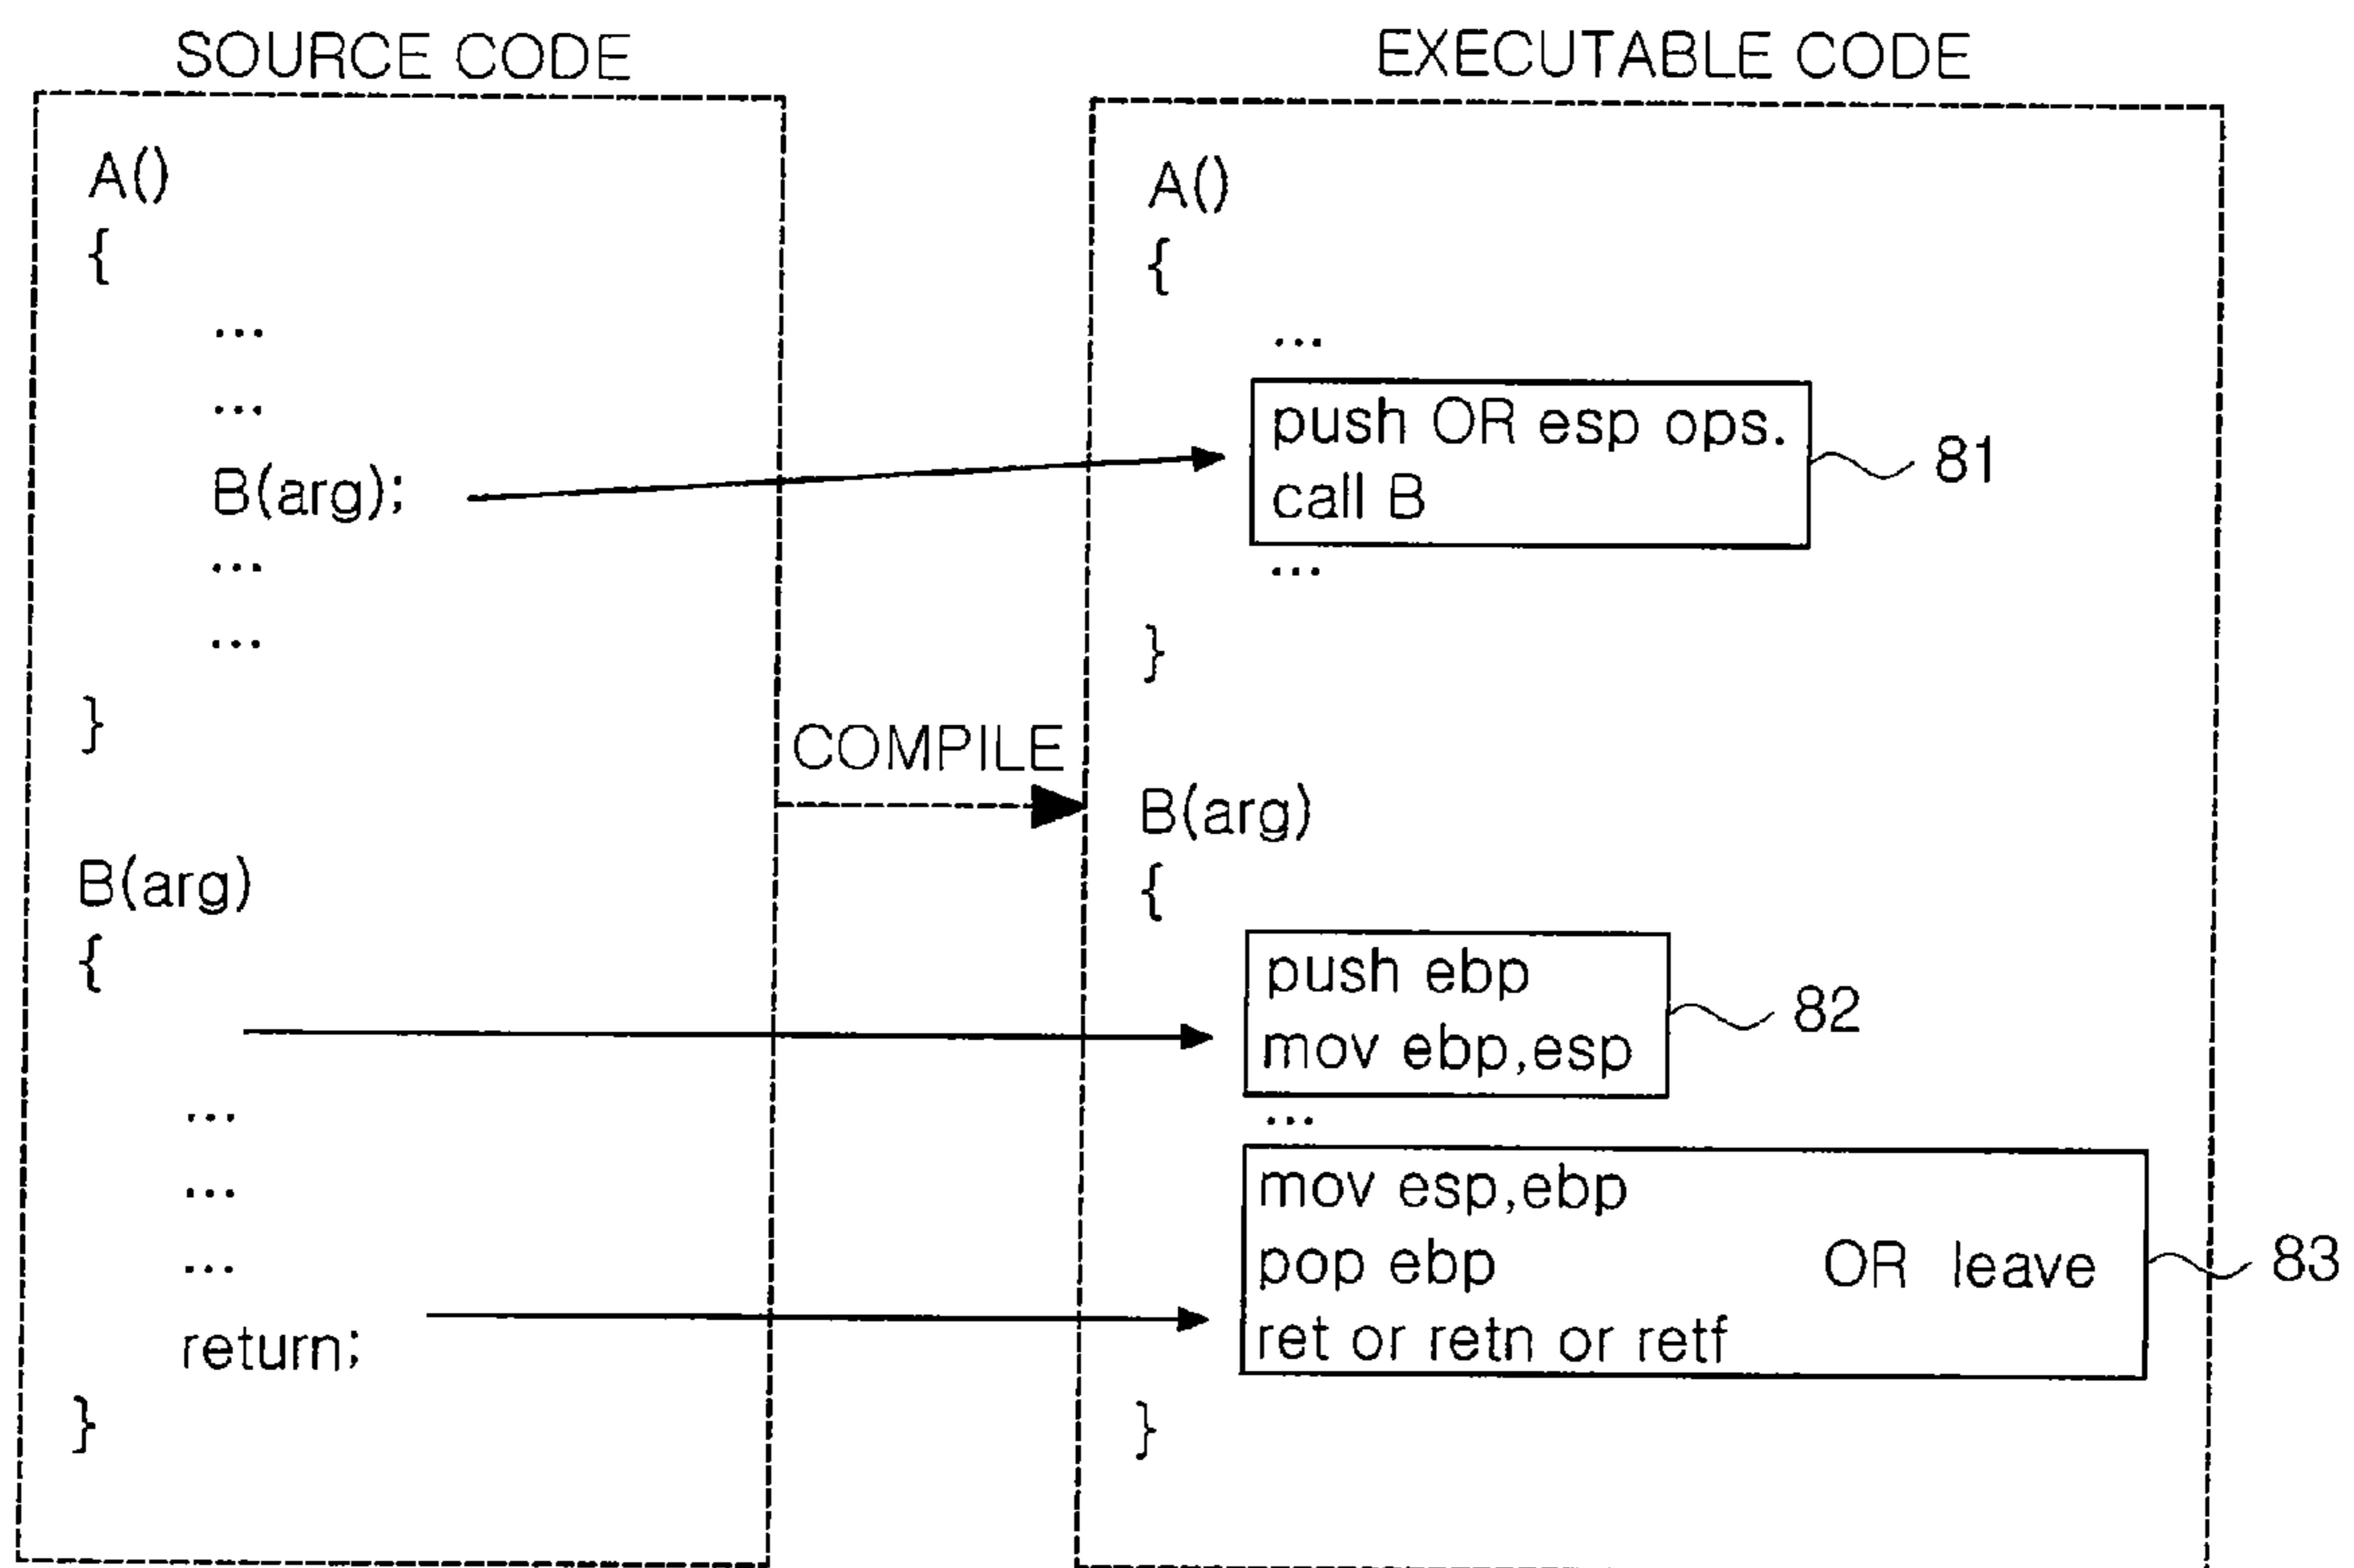 SOURCE CODE
A()
{
...
...
B(arg);
...
...
}
B(arg)
{
...
...
...
return;
}
COMPILE
EXECUTABLE CODE
A()
{
...
push OR esp ops.
call B
81
...
}
B(arg)
{
push ebp
mov ebp,esp
82
...
mov esp,ebp
pop ebp OR leave
ret or retn or retf
83
}